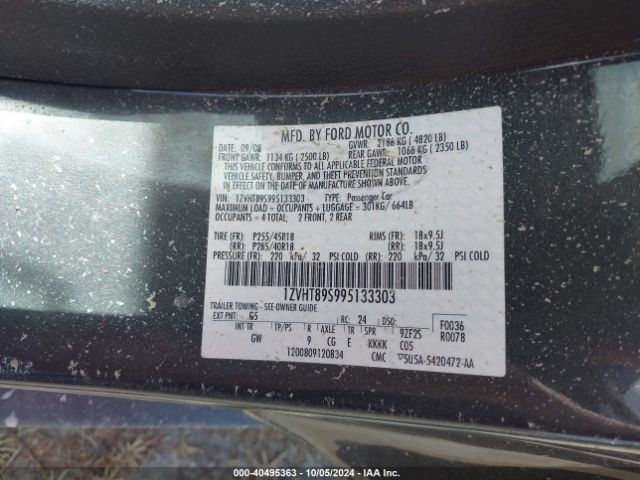 MFD. BY FORD MOTOR CO.
DATE: 09/08 GVWR: 2186 KG ( 4820 LB)
FRONT GAWR: 1134 KG ( 2500 LB) REAR GAWR: 1066 KG ( 2350 LB)
THIS VEHICLE CONFORMS TO ALL APPLICABLE FEDERAL MOTOR
VEHICLE SAFETY, BUMPER, AND THEFT PREVENTION STANDARDS
IN EFFECT ON THE DATE OF MANUFACTURE SHOWN ABOVE.
VIN: 1ZVHT89S995133303 TYPE: Passenger Car
MAXIMUM LOAD = OCCUPANTS + LUGGAGE = 301KG/ 664LB
OCCUPANTS = 4 TOTAL, 2 FRONT, 2 REAR
TIRE (FR): P255/45R18 RIMS (FR): 18x9.5J
(RR): P285/40R18 (RR): 18x9.5J
PRESSURE (FR): 220 kPa/ 32 PSI COLD (RR): 220 kPa/ 32 PSI COLD
1ZVHT89S995133303
TRAILER TOWING - SEE OWNER GUIDE
EXT PNT: G5 RC: 24 DSO: F0036
INT TR TP/PS R AXLE TR SPR 9ZF2S R0078
GW 9 CG E KKKK C05
1200809120834 CMC ▽5U5A-5420472-AA
000-40495363 - 10/05/2024 - IAA Inc.